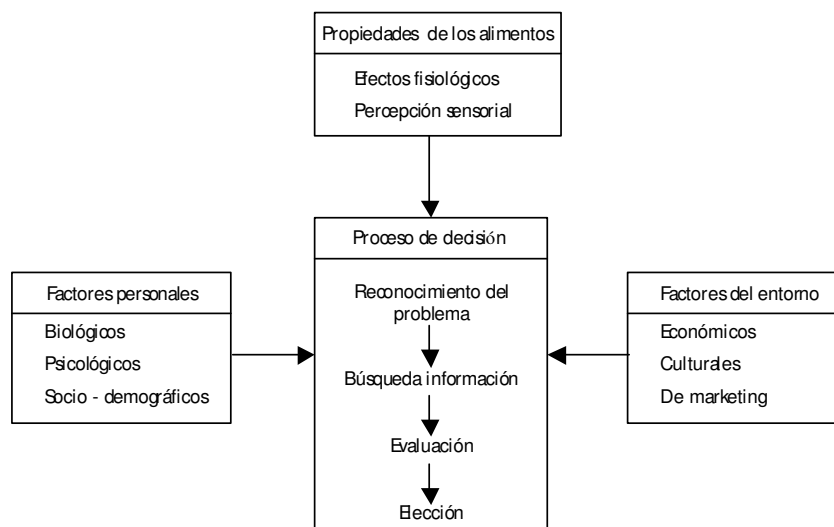 Propiedades de los alimentos
Efectos fisiológicos
Percepción sensorial
Proceso de decisión
Reconocimiento del
problema
Búsqueda información
Evaluación
Elección
Factores personales
Biológicos
Psicológicos
Socio - demográficos
Factores del entorno
Económicos
Culturales
De marketing